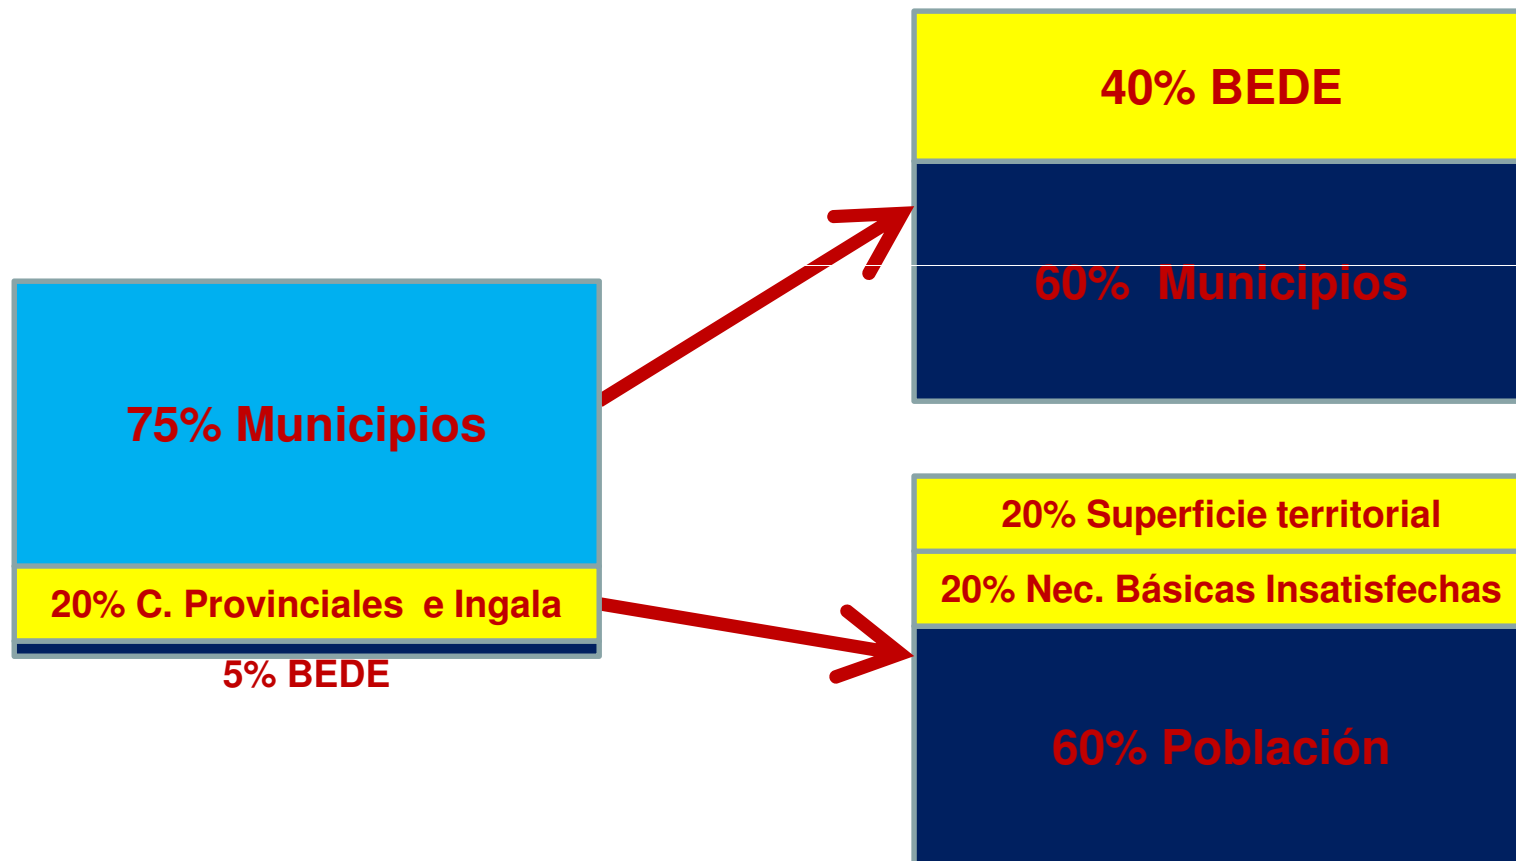 75% Municipios
20% C. Provinciales  e Ingala
5% BEDE
40% BEDE
60%  Municipios
20% Superficie territorial
20% Nec. Básicas Insatisfechas
60% Población